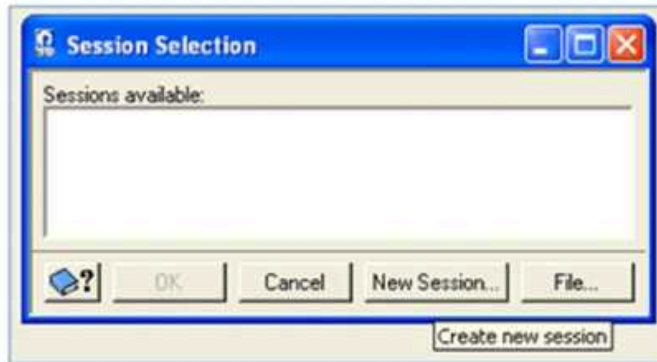 Session Selection
Sessions available:
? OK Cancel New Session... File...
Create new session